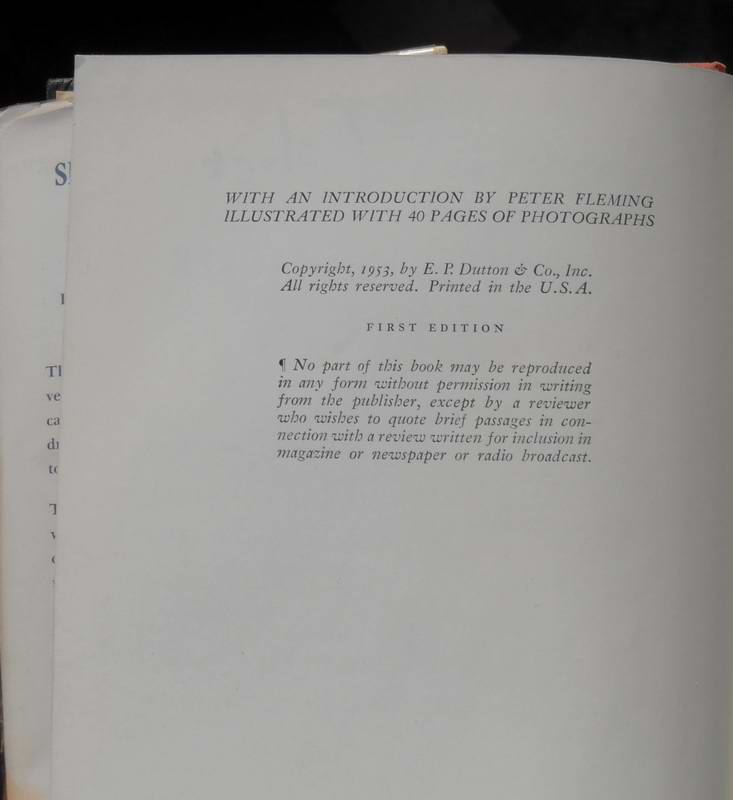 WITH AN INTRODUCTION BY PETER FLEMING
ILLUSTRATED WITH 40 PAGES OF PHOTOGRAPHS
Copyright, 1953, by E. P. Dutton & Co., Inc.
All rights reserved. Printed in the U.S.A.
FIRST EDITION
¶ No part of this book may be reproduced
in any form without permission in writing
from the publisher, except by a reviewer
who wishes to quote brief passages in con-
nection with a review written for inclusion in
magazine or newspaper or radio broadcast.